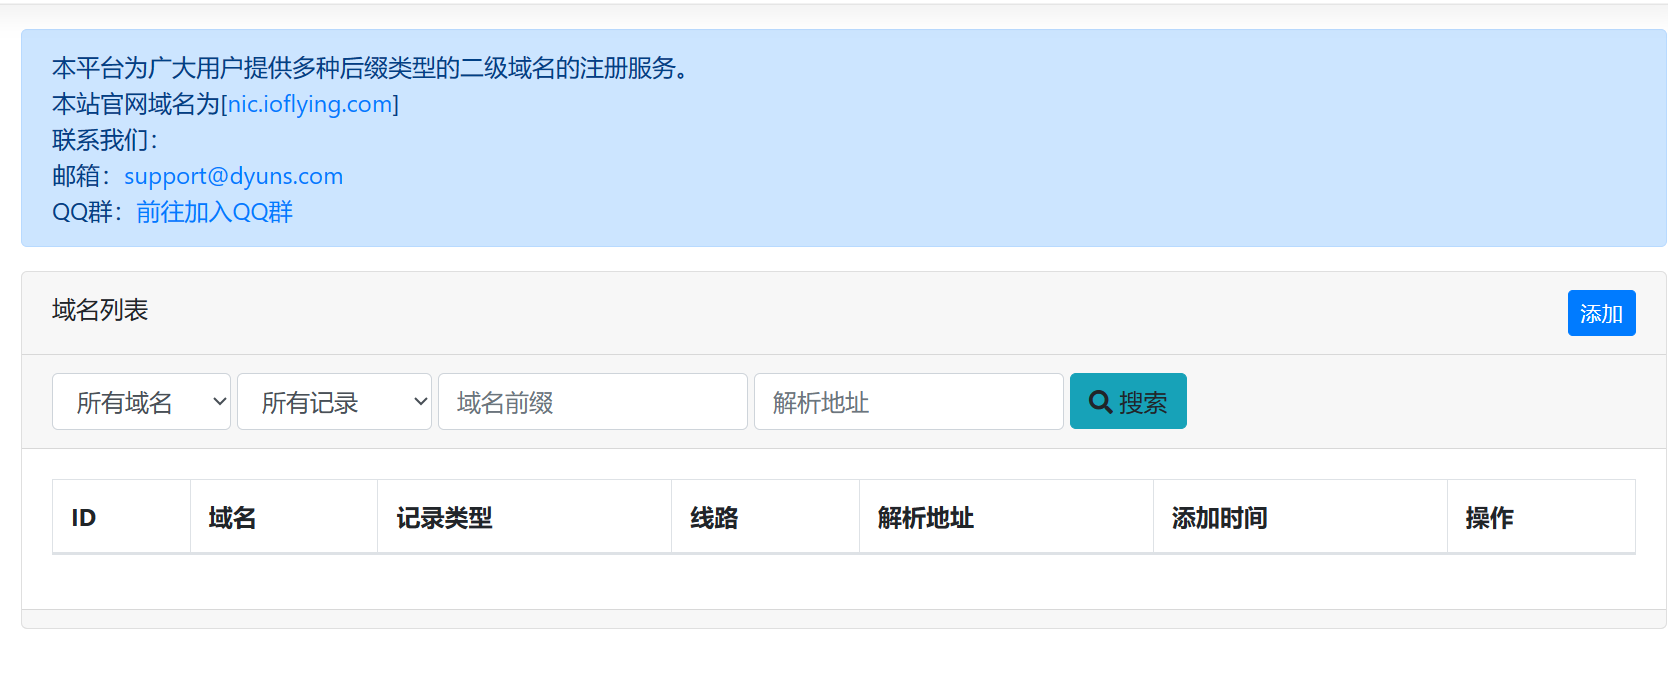 本平台为广大用户提供多种后缀类型的二级域名的注册服务。
本站官网域名为[nic.ioflying.com]
联系我们：
邮箱：support@dyuns.com
QQ群：前往加入QQ群
域名列表 添加
所有域名 所有记录 域名前缀 解析地址 搜索
ID 域名 记录类型 线路 解析地址 添加时间 操作